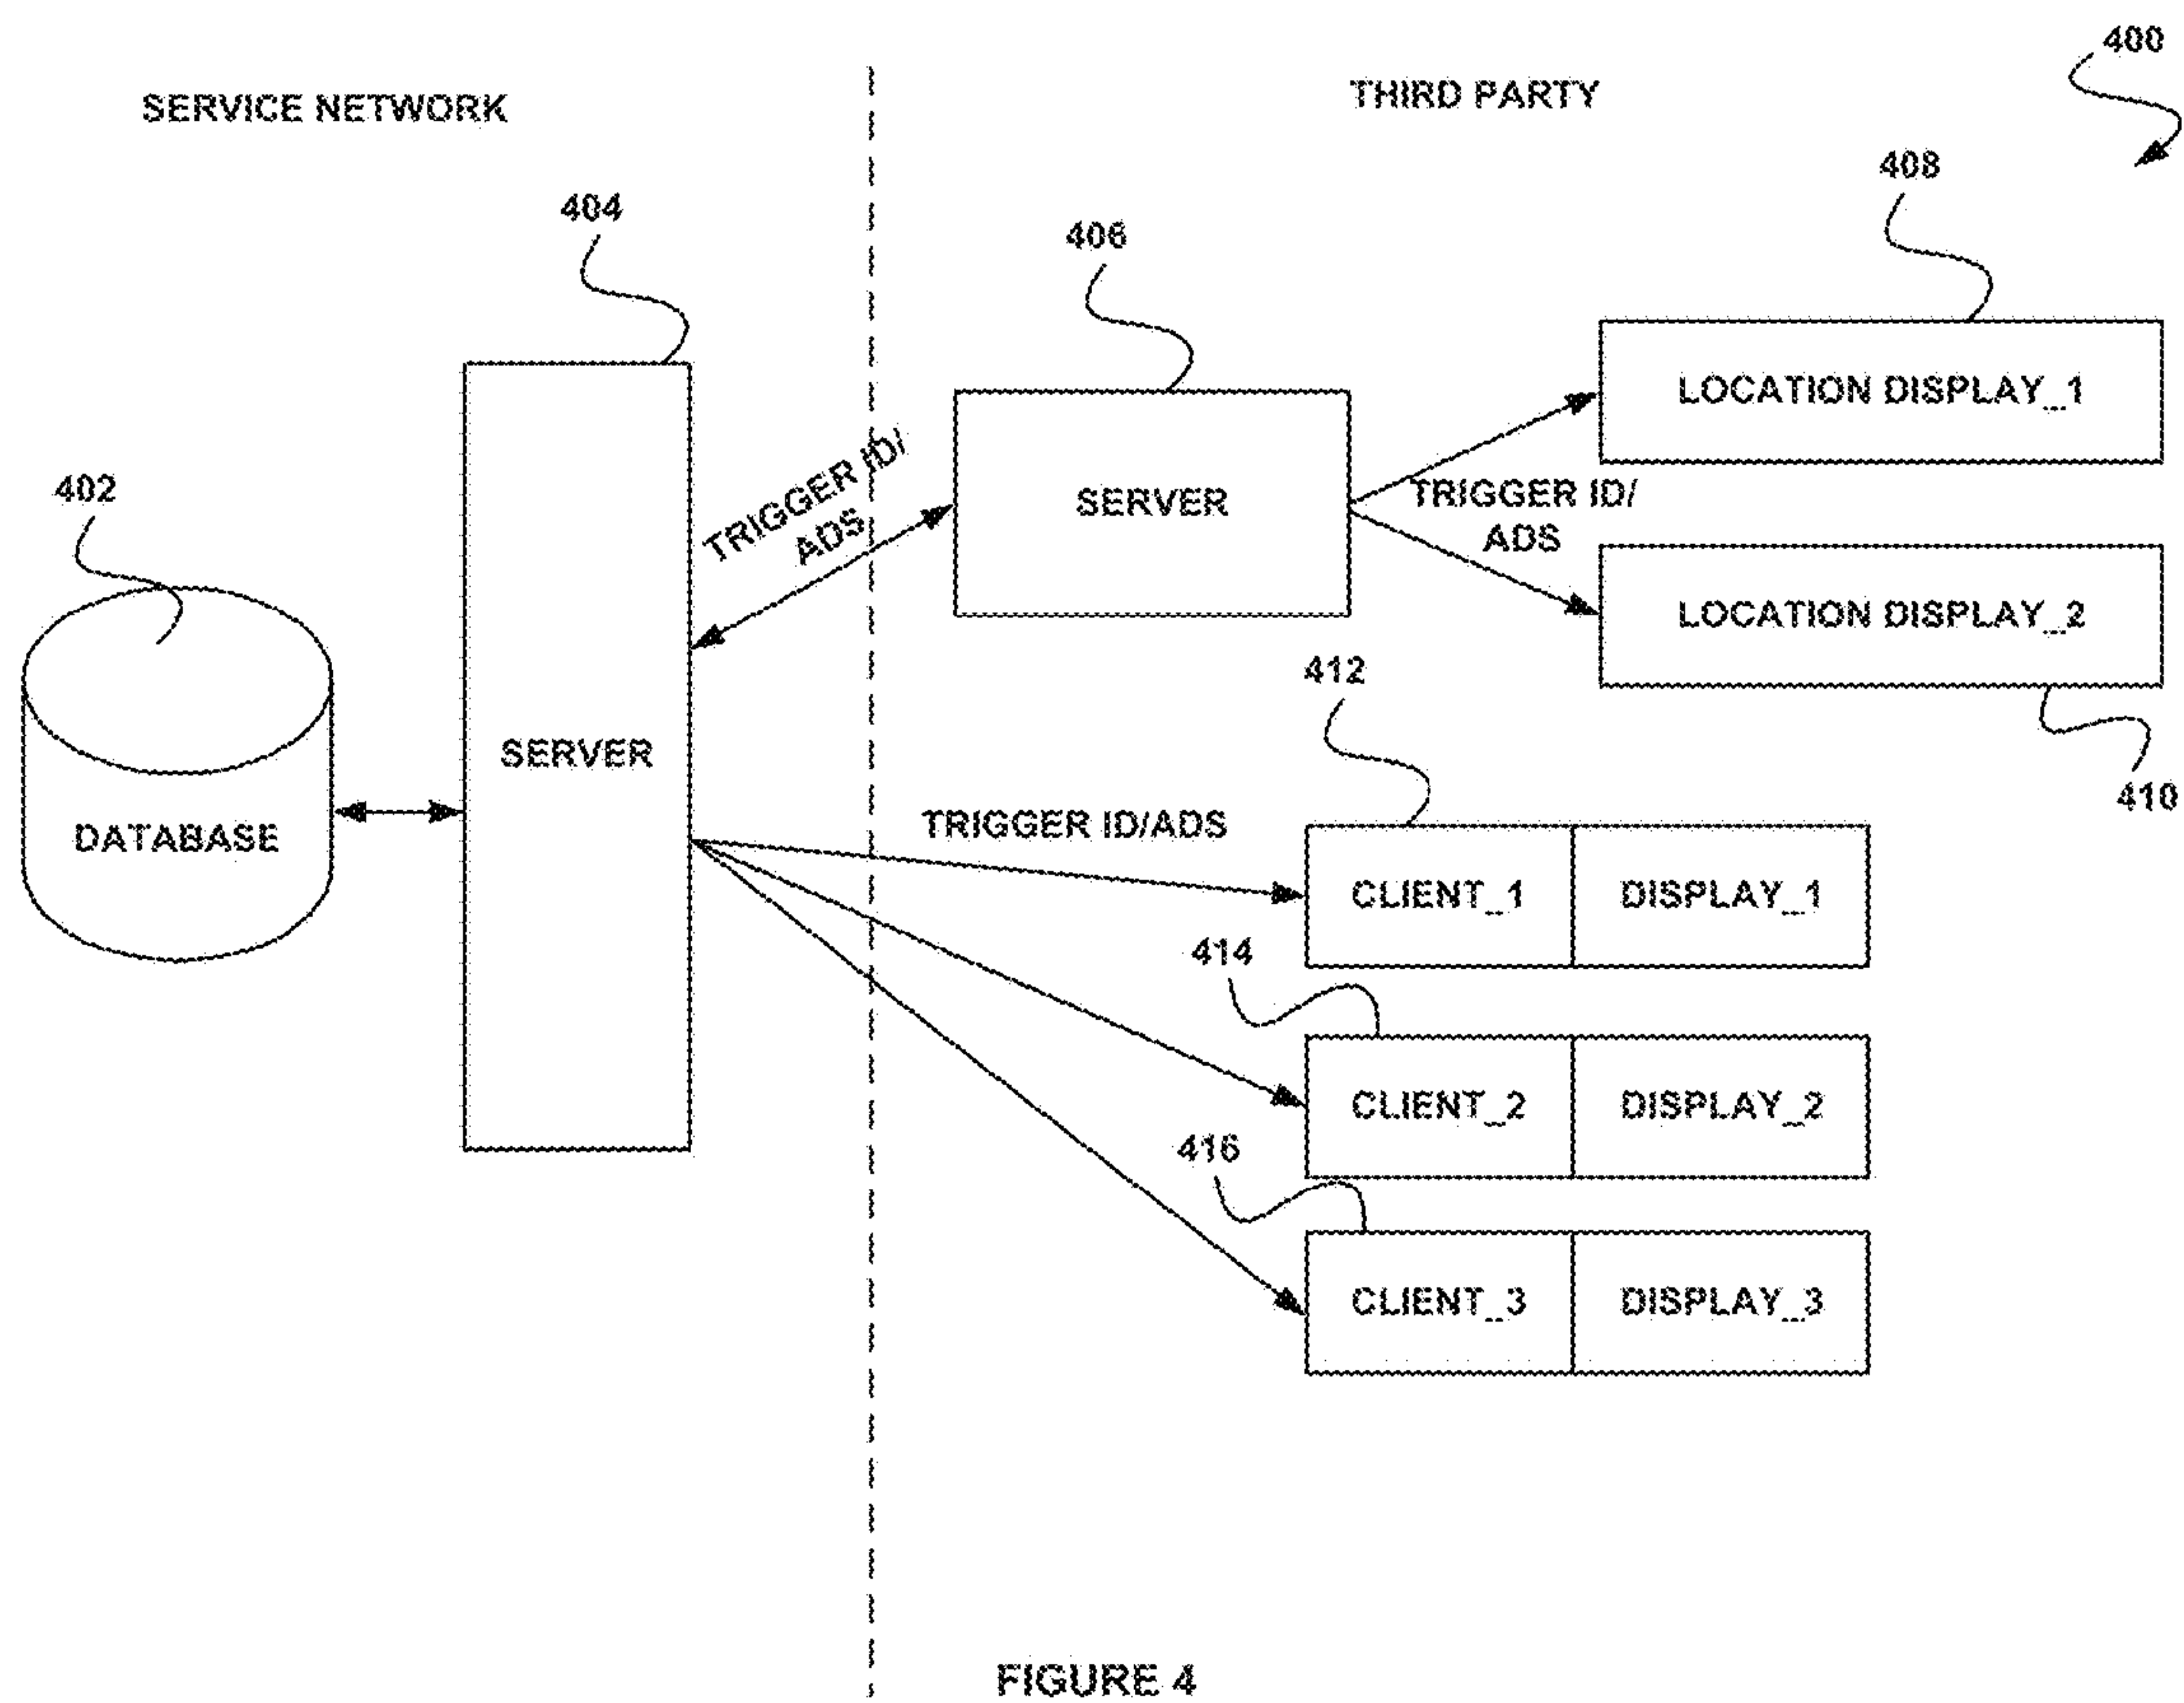 400
SERVICE NETWORK
THIRD PARTY
408
404
406
LOCATION DISPLAY_1
TRIGGER ID/
ADS
SERVER
TRIGGER ID/
ADS
402
LOCATION DISPLAY_2
412
410
SERVER
DATABASE
TRIGGER ID/ADS
CLIENT_1
DISPLAY_1
414
CLIENT_2
DISPLAY_2
416
CLIENT_3
DISPLAY_3
FIGURE 4